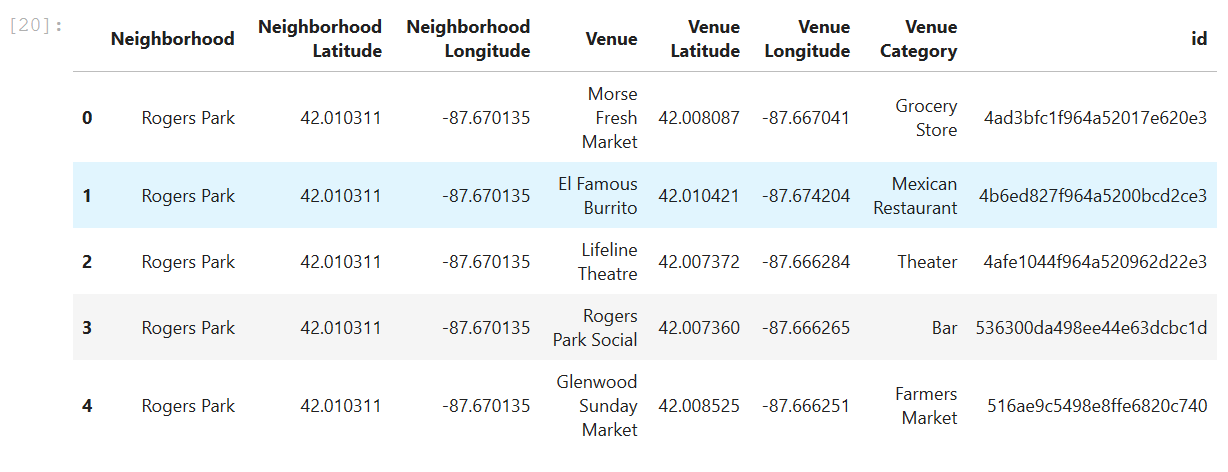 [20]:
Neighborhood Neighborhood Latitude Neighborhood Longitude Venue Venue Latitude Venue Longitude Venue Category id
0 Rogers Park 42.010311 -87.670135 Morse Fresh Market 42.008087 -87.667041 Grocery Store 4ad3bfc1f964a52017e620e3
1 Rogers Park 42.010311 -87.670135 El Famous Burrito 42.010421 -87.674204 Mexican Restaurant 4b6ed827f964a5200bcd2ce3
2 Rogers Park 42.010311 -87.670135 Lifeline Theatre 42.007372 -87.666284 Theater 4afe1044f964a520962d22e3
3 Rogers Park 42.010311 -87.670135 Rogers Park Social 42.007360 -87.666265 Bar 536300da498ee44e63dcbc1d
4 Rogers Park 42.010311 -87.670135 Glenwood Sunday Market 42.008525 -87.666251 Farmers Market 516ae9c5498e8ffe6820c740